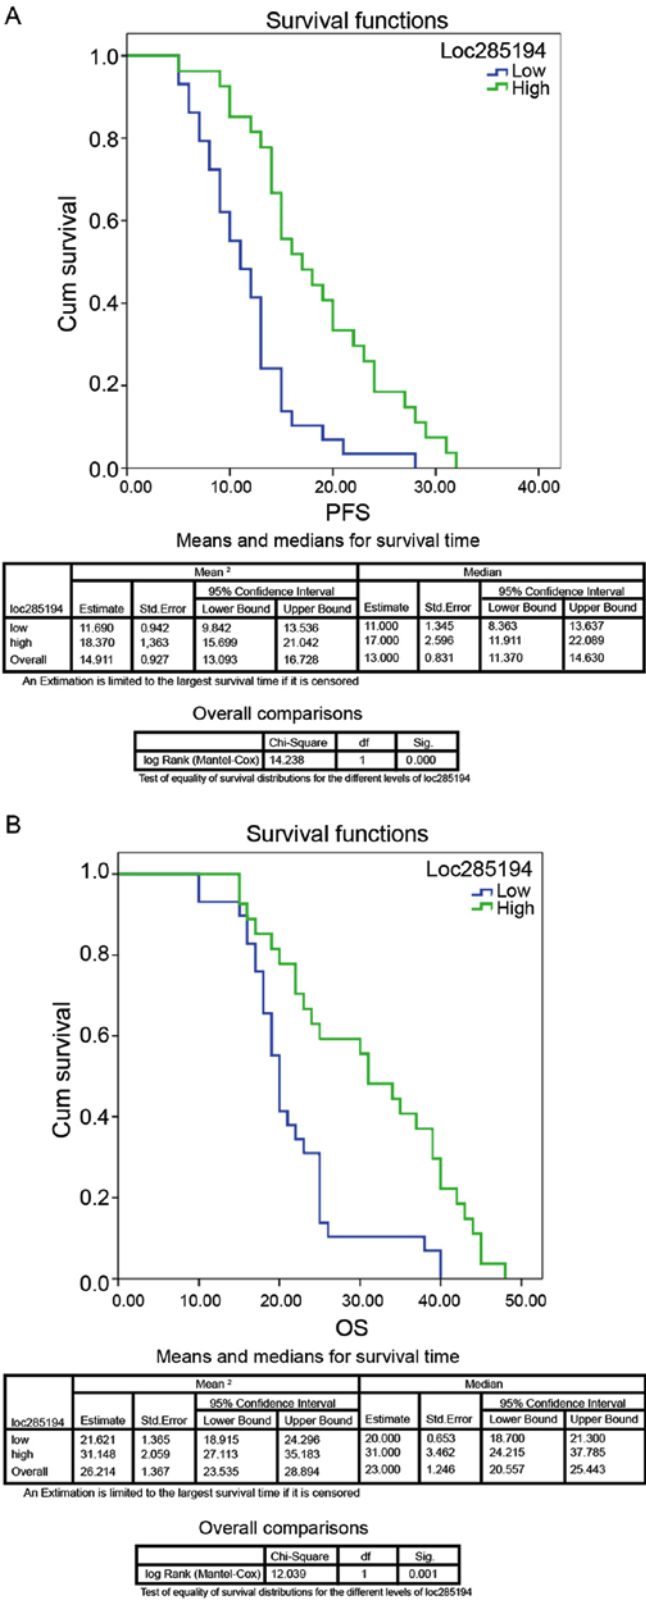 A
Survival functions
Loc285194
Low
High
1.0
0.8
0.6
0.4
0.2
0.0
Cum survival
0.00 10.00 20.00 30.00 40.00
PFS
Means and medians for survival time
Mean 2 Median
95% Confidence Interval 95% Confidence Interval
loc285194 Estimate Std.Error Lower Bound Upper Bound Estimate Std.Error Lower Bound Upper Bound
low 11.690 0.942 9.842 13.536 11.000 1.345 8.363 13.637
high 18.370 1,363 15.699 21.042 17.000 2.596 11.911 22.089
Overall 14.911 0.927 13.093 16.728 13.000 0.831 11.370 14.630
An Extimation is limited to the largest survival time if it is censored
Overall comparisons
Chi-Square df Sig.
log Rank (Mantel-Cox) 14.238 1 0.000
Test of equality of survival distributions for the different levels of loc285194
B
Survival functions
Loc285194
Low
High
1.0
0.8
0.6
0.4
0.2
0.0
Cum survival
0.00 10.00 20.00 30.00 40.00 50.00
OS
Means and medians for survival time
Mean 2 Median
95% Confidence Interval 95% Confidence Interval
loc285194 Estimate Std.Error Lower Bound Upper Bound Estimate Std.Error Lower Bound Upper Bound
low 21.621 1.365 18.915 24.296 20.000 0.653 18.700 21.300
high 31.148 2.059 27.113 35.183 31.000 3.462 24.215 37.785
Overall 26.214 1.367 23.535 28.894 23.000 1.246 20.557 25.443
An Extimation is limited to the largest survival time if it is censored
Overall comparisons
Chi-Square df Sig.
log Rank (Mantel-Cox) 12.039 1 0.001
Test of equality of survival distributions for the different levels of loc285194